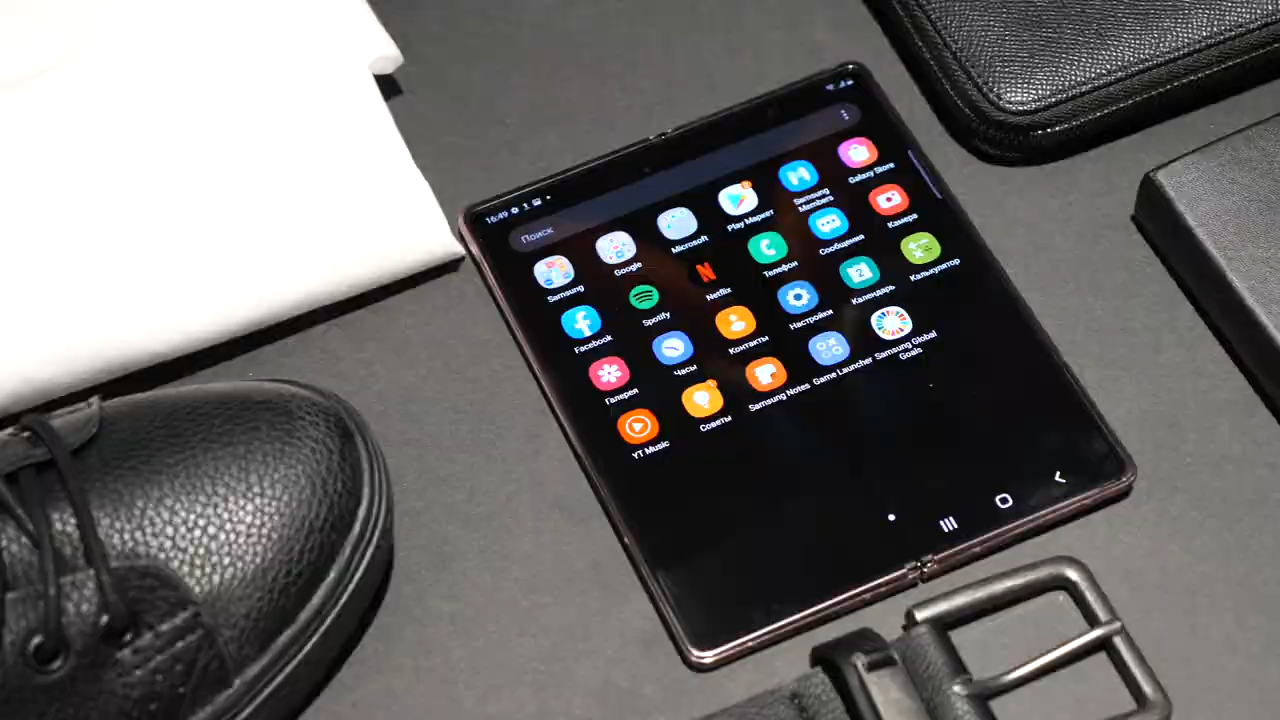 16:49
Поиск
Samsung
Google
Microsoft
Play Маркет
Samsung
Members
Galaxy Store
Facebook
Spotify
Netflix
Телефон
Сообщения
Камера
Галерея
Часы
Контакты
Настройки
Календарь
2
Калькулятор
YT Music
Советы
Samsung Notes
Game Launcher
Samsung Global
Goals